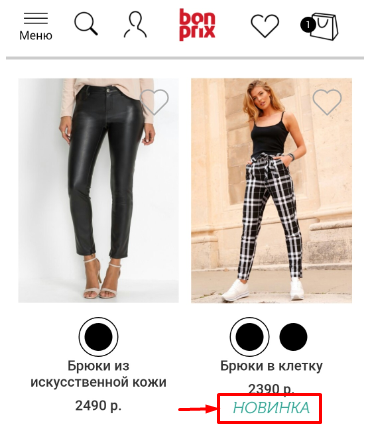 Меню
bon
prix
1
Брюки из
искусственной кожи
2490 р.
Брюки в клетку
2390 р.
НОВИНКА